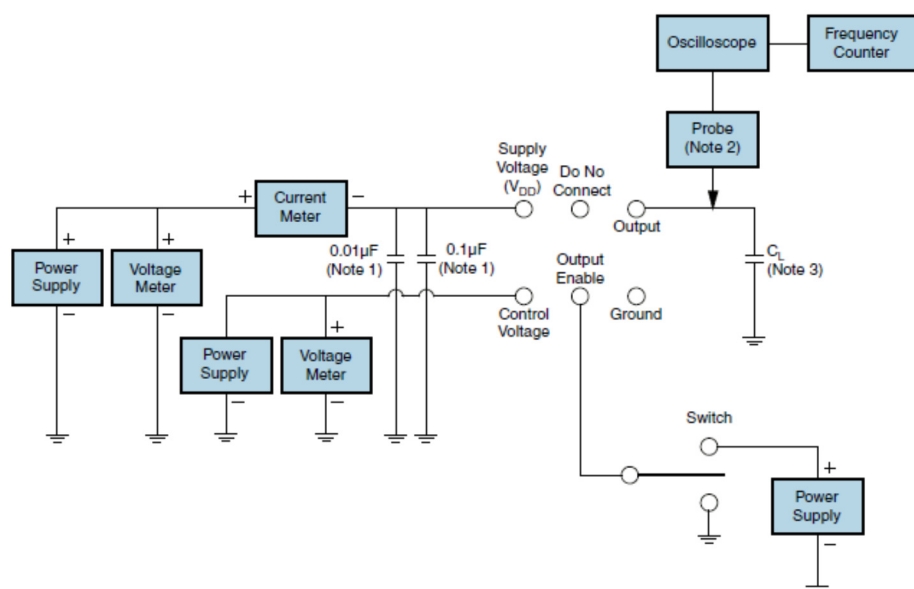 Oscilloscope
Frequency
Counter
Probe
(Note 2)
Supply
Voltage
(V_DD)
Do No
Connect
Output
+
Current
Meter
−
0.01µF
(Note 1)
0.1µF
(Note 1)
C_L
(Note 3)
+
Power
Supply
−
+
Voltage
Meter
−
Control
Voltage
Output
Enable
Ground
Power
Supply
−
+
Voltage
Meter
−
Switch
+
Power
Supply
−